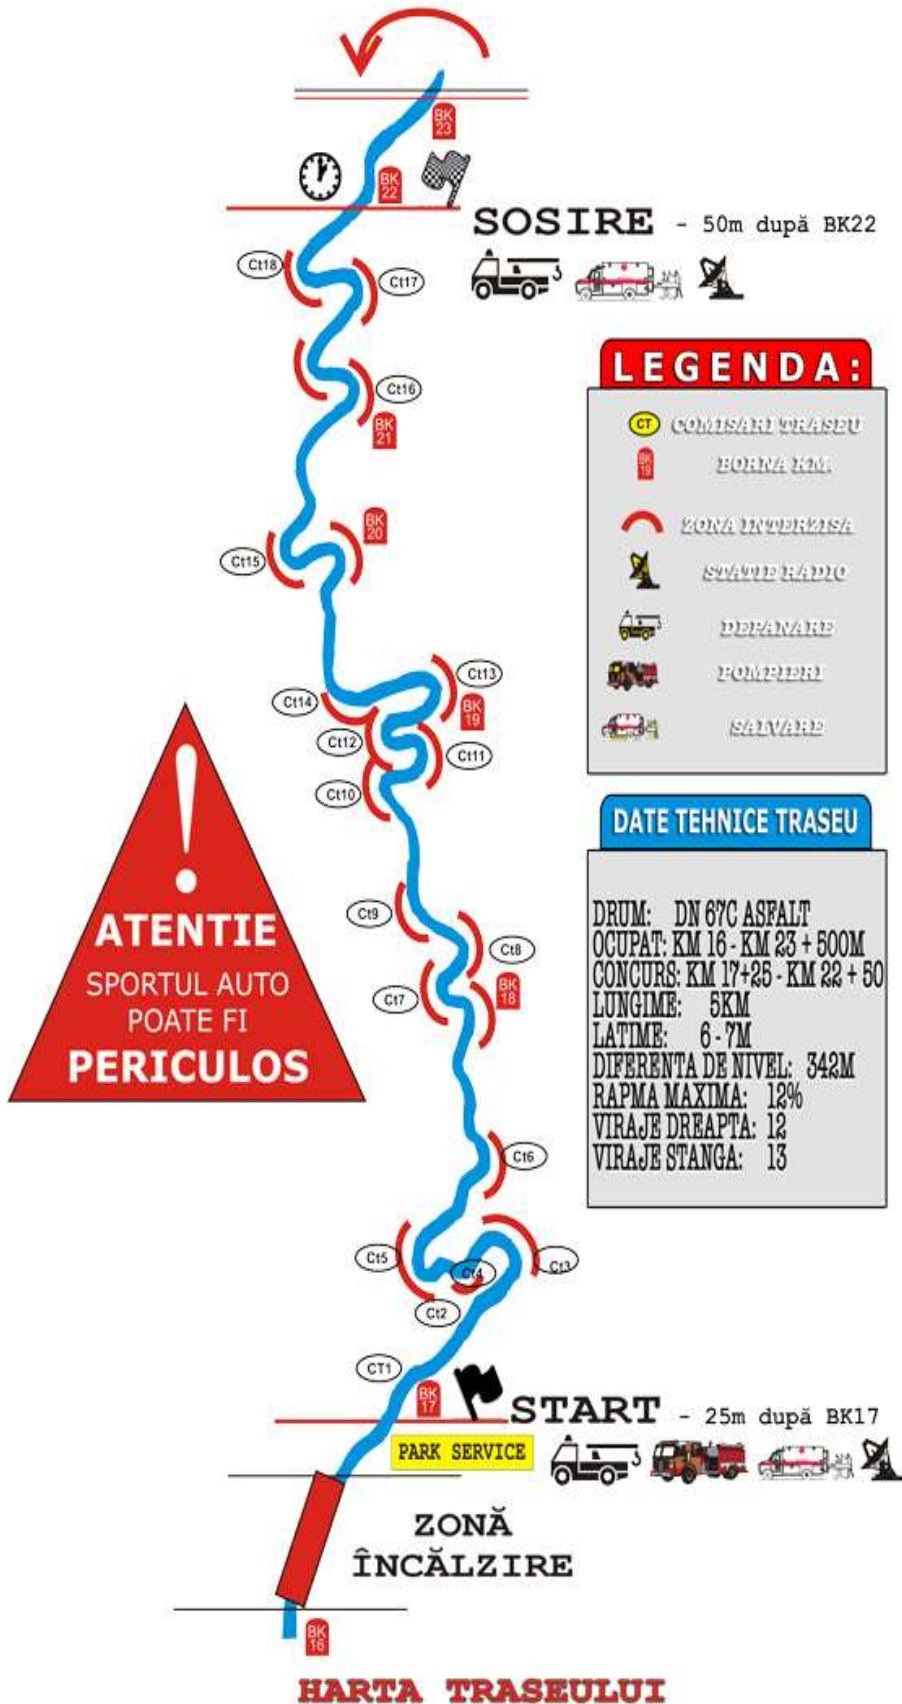 BK
23
BK
22
SOSIRE - 50m după BK22
Ct18
Ct17
Ct16
BK
21
BK
20
Ct15
Ct13
Ct14
BK
19
Ct12
Ct11
Ct10
Ct9
Ct8
Ct7
BK
18
Ct6
Ct5
Ct3
Ct4
Ct2
CT1
BK
17
START - 25m după BK17
PARK SERVICE
ZONĂ
ÎNCĂLZIRE
BK
16
HARTA TRASEULUI
!
ATENTIE
SPORTUL AUTO
POATE FI
PERICULOS
LEGENDA:
CT COMISARI TRASEU
BK
19
BORNA KM.
ZONA INTERZISA
STATIE RADIO
DEPANARE
POMPIERI
SALVARE
DATE TEHNICE TRASEU
DRUM: DN 67C ASFALT
OCUPAT: KM 16 - KM 23 + 500M
CONCURS: KM 17+25 - KM 22 + 50
LUNGIME: 5KM
LATIME: 6 - 7M
DIFERENTA DE NIVEL: 342M
RAPMA MAXIMA: 12%
VIRAJE DREAPTA: 12
VIRAJE STANGA: 13